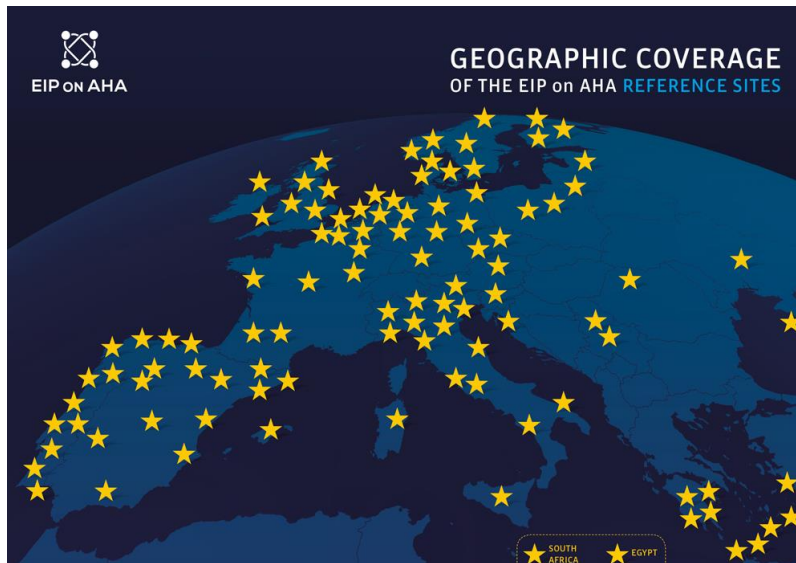 EIP ON AHA
GEOGRAPHIC COVERAGE
OF THE EIP on AHA REFERENCE SITES
SOUTH
AFRICA
EGYPT